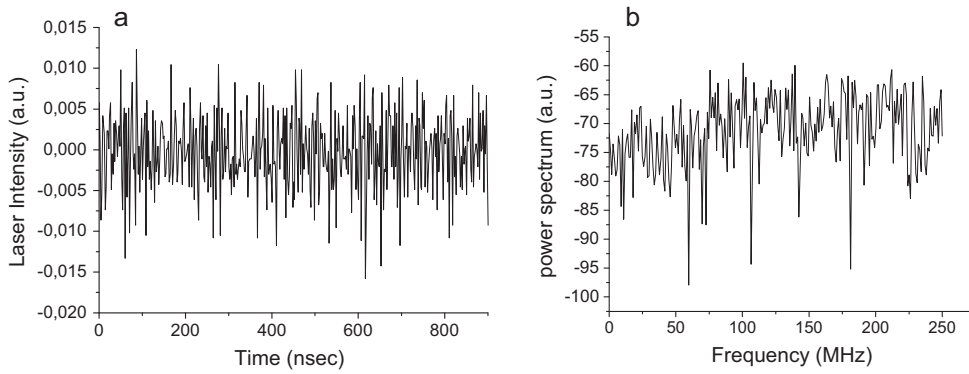 a
0,015
0,010
0,005
0,000
-0,005
-0,010
-0,015
-0,020
Laser Intensity (a.u.)
0 200 400 600 800
Time (nsec)
b
-55
-60
-65
-70
-75
-80
-85
-90
-95
-100
power spectrum (a.u.)
0 50 100 150 200 250
Frequency (MHz)